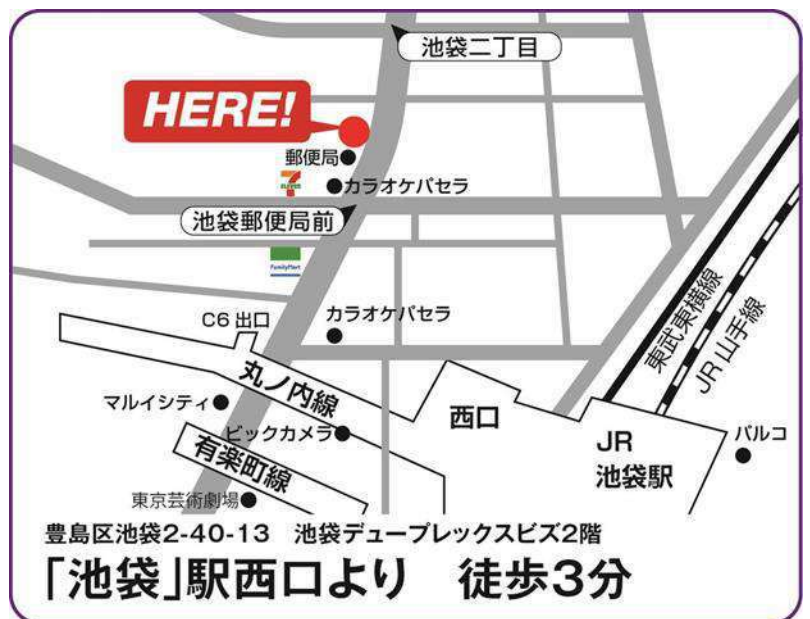 池袋二丁目
HERE!
郵便局
7
ELEVEN
カラオケパセラ
池袋郵便局前
FamilyMart
カラオケパセラ
C6 出口
東武東横線
JR 山手線
丸ノ内線
マルイシティ
西口
ビックカメラ
JR
池袋駅
パルコ
有楽町線
東京芸術劇場
豊島区池袋2-40-13 池袋デュープレックスビズ2階
「池袋」駅西口より 徒歩3分